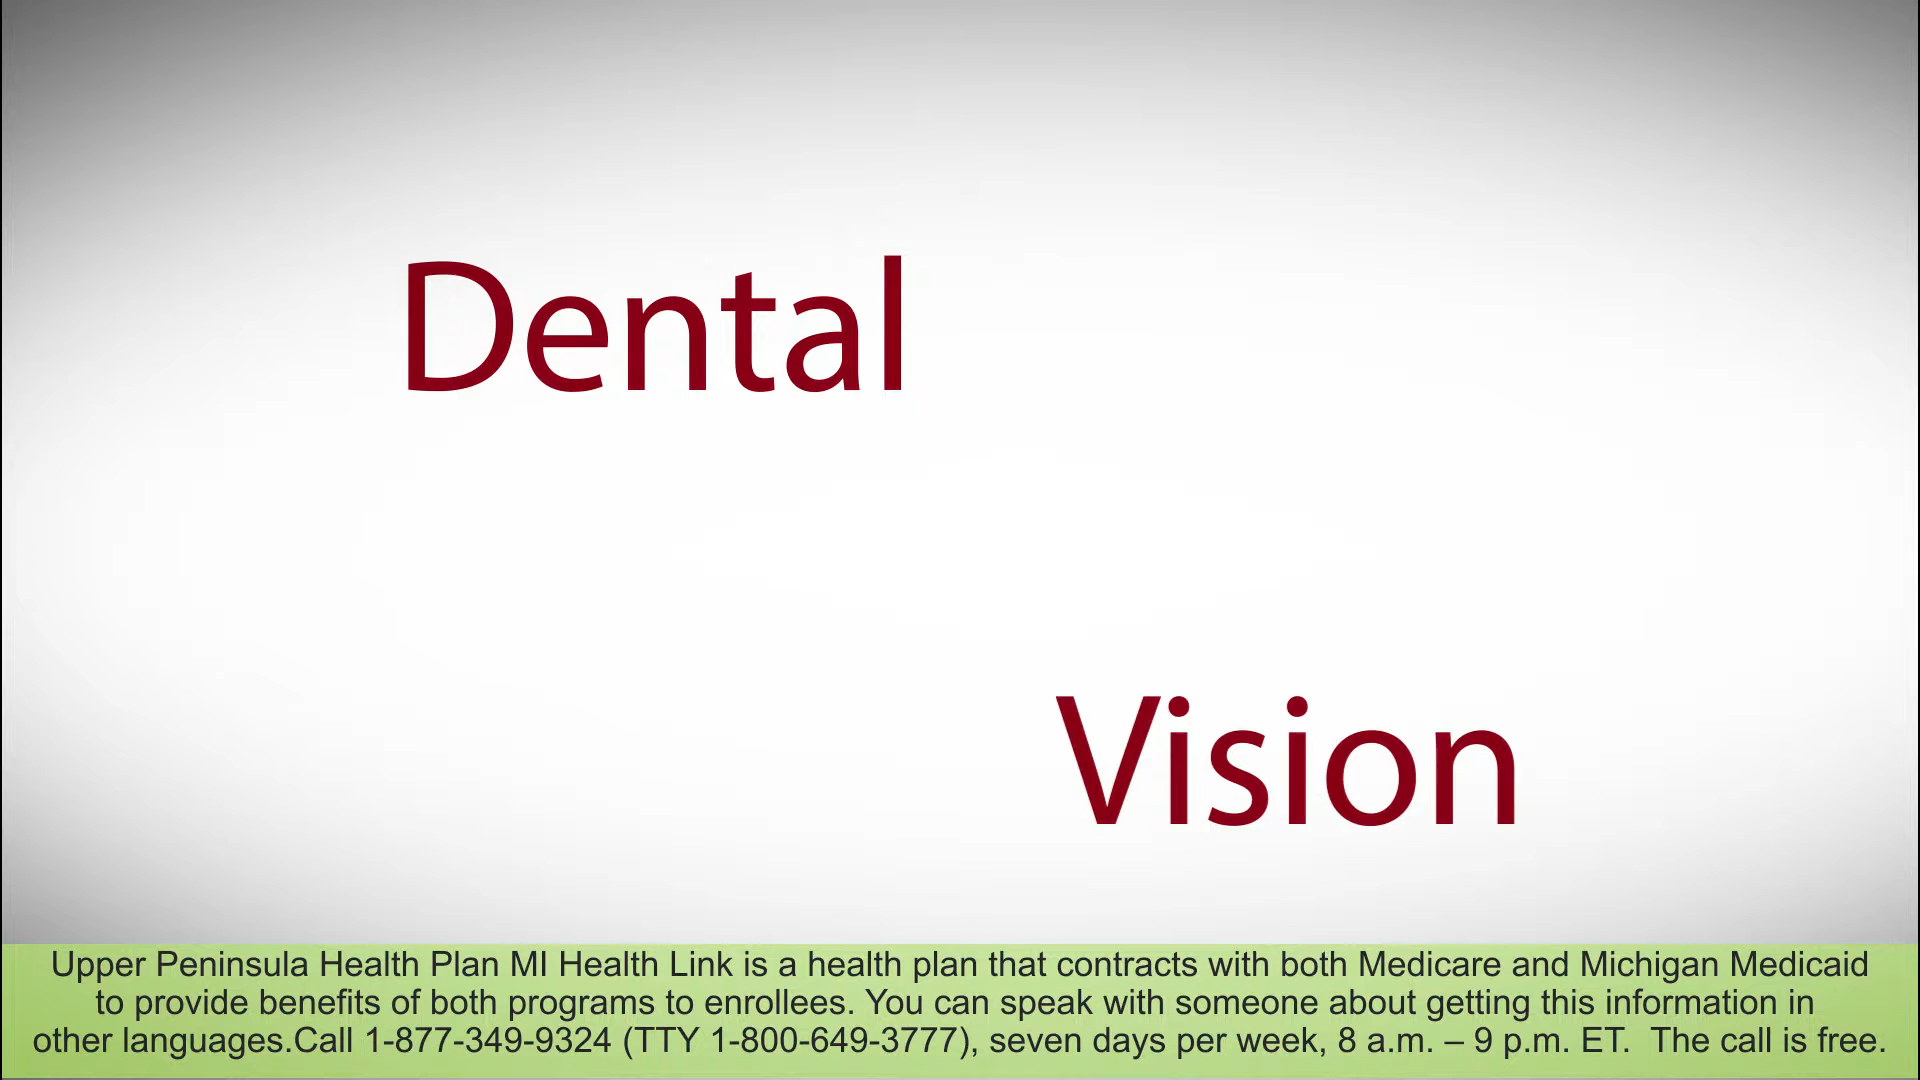 Dental
Vision
Upper Peninsula Health Plan MI Health Link is a health plan that contracts with both Medicare and Michigan Medicaid
to provide benefits of both programs to enrollees. You can speak with someone about getting this information in
other languages.Call 1-877-349-9324 (TTY 1-800-649-3777), seven days per week, 8 a.m. – 9 p.m. ET.  The call is free.